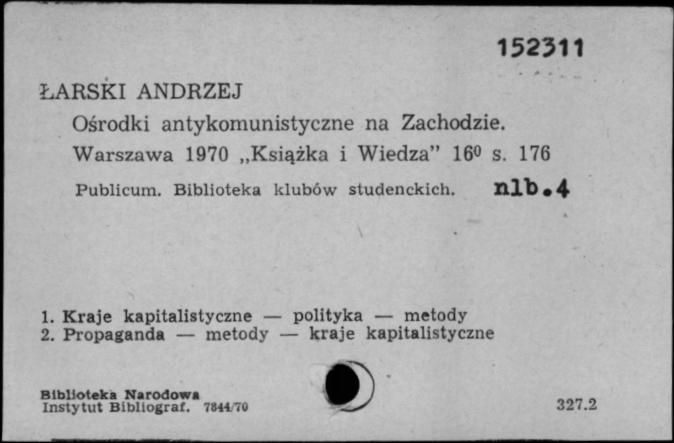 152311
ŁARSKI ANDRZEJ
Ośrodki antykomunistyczne na Zachodzie.
Warszawa 1970 „Książka i Wiedza” 16⁰ s. 176
Publicum. Biblioteka klubów studenckich. nlb.4
1. Kraje kapitalistyczne — polityka — metody
2. Propaganda — metody — kraje kapitalistyczne
Biblioteka Narodowa
Instytut Bibliograf. 7844/70
327.2